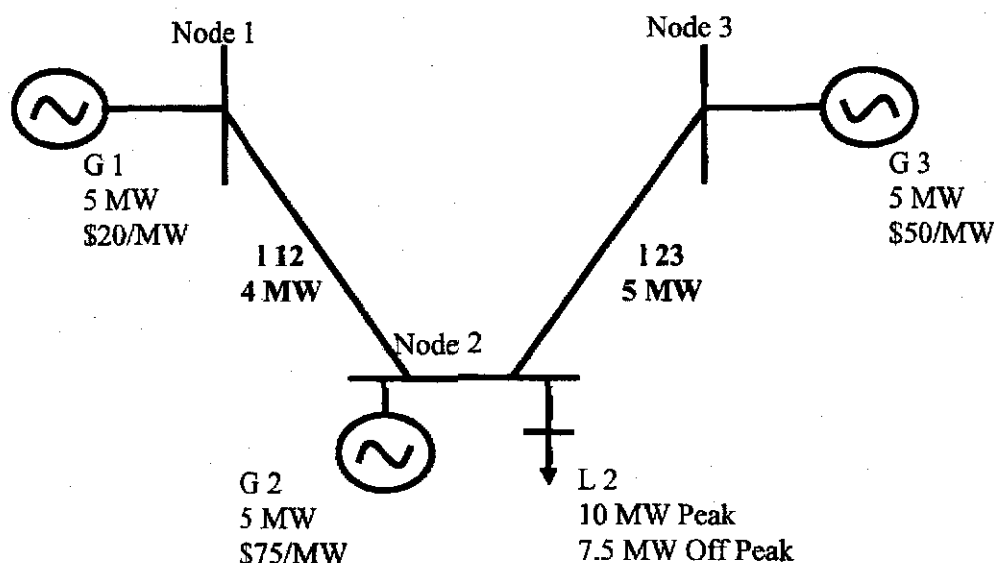 Node 1
Node 3
G 1
5 MW
$20/MW
G 3
5 MW
$50/MW
l 12
4 MW
l 23
5 MW
Node 2
G 2
5 MW
$75/MW
L 2
10 MW Peak
7.5 MW Off Peak